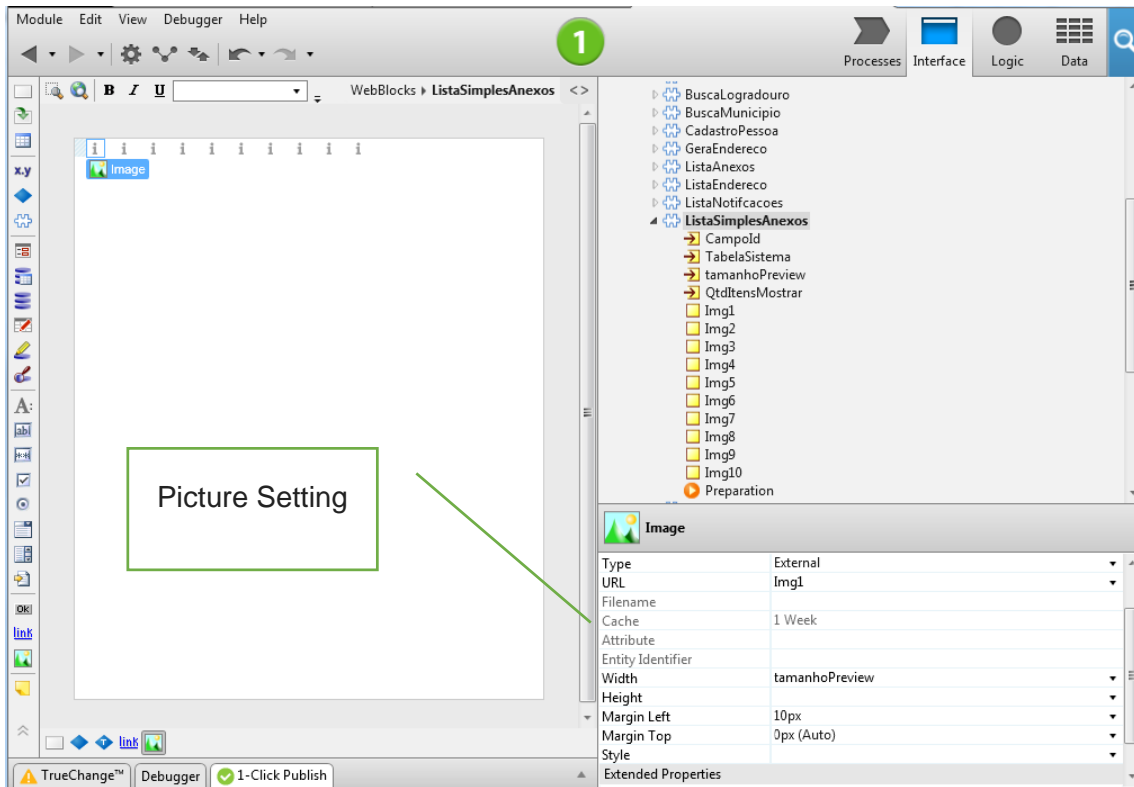 Module Edit View Debugger Help
1
Processes Interface Logic Data
B I U
WebBlocks ▸ ListaSimplesAnexos <>
i i i i i i i i i i
Image
x.y
A:
ab|
OK
link
Picture Setting
link
TrueChange™ Debugger 1-Click Publish
BuscaLogradouro
BuscaMunicipio
CadastroPessoa
GeraEndereco
ListaAnexos
ListaEndereco
ListaNotifcacoes
ListaSimplesAnexos
CampoId
TabelaSistema
tamanhoPreview
QtdItensMostrar
Img1
Img2
Img3
Img4
Img5
Img6
Img7
Img8
Img9
Img10
Preparation
Image
Type External
URL Img1
Filename
Cache 1 Week
Attribute
Entity Identifier
Width tamanhoPreview
Height
Margin Left 10px
Margin Top 0px (Auto)
Style
Extended Properties